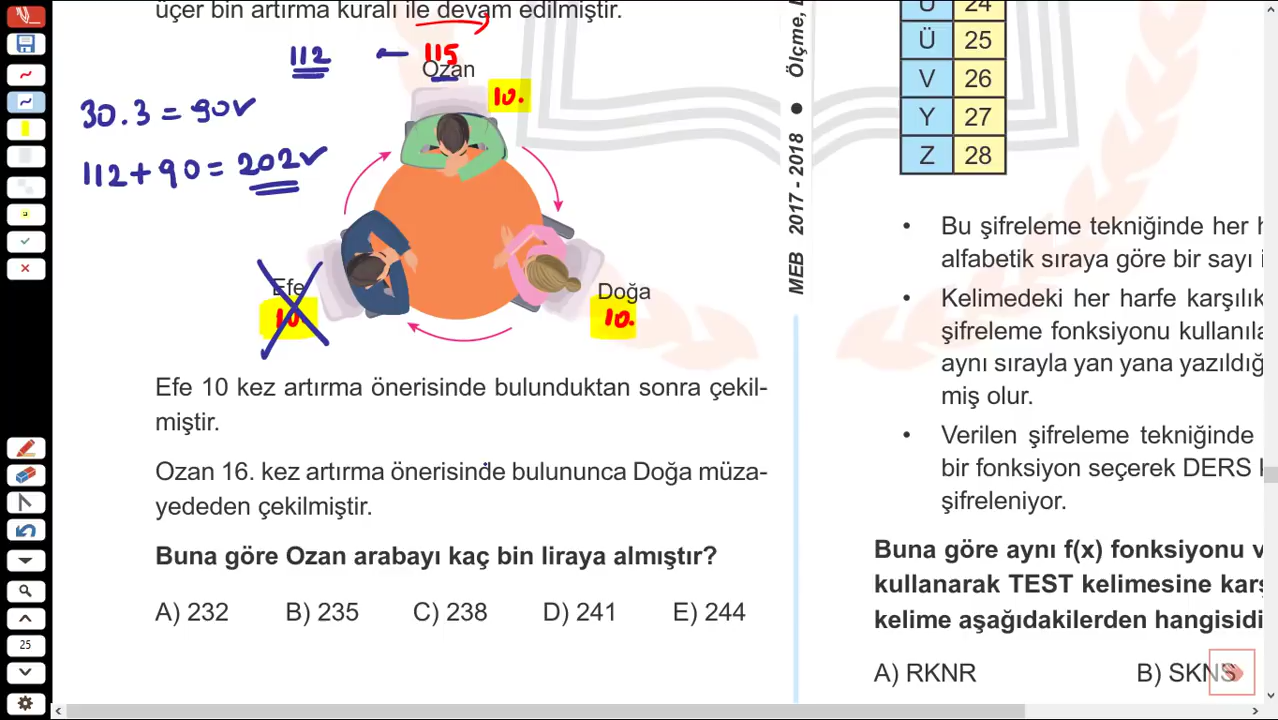 üçer bin artırma kuralı ile devam edilmiştir.
112 ← 115
Ozan
10.
30.3 = 90
112+90 = 202
Efe
10.
Doğa
10.
Efe 10 kez artırma önerisinde bulunduktan sonra çekil-
miştir.
Ozan 16. kez artırma önerisinde bulununca Doğa müza-
yededen çekilmiştir.
Buna göre Ozan arabayı kaç bin liraya almıştır?
A) 232 B) 235 C) 238 D) 241 E) 244
MEB 2017 - 2018 ● Ölçme,
U 24
Ü 25
V 26
Y 27
Z 28
• Bu şifreleme tekniğinde her
alfabetik sıraya göre bir sayı
• Kelimedeki her harfe karşılık
şifreleme fonksiyonu
aynı sırayla yan yana
miş olur.
• Verilen şifreleme tekniğinde
bir fonksiyon seçerek DERS
şifreleniyor.
Buna göre aynı f(x) fonksiyonu
kullanarak TEST kelimesine
kelime aşağıdakilerden
A) RKNR B) SKNS
25